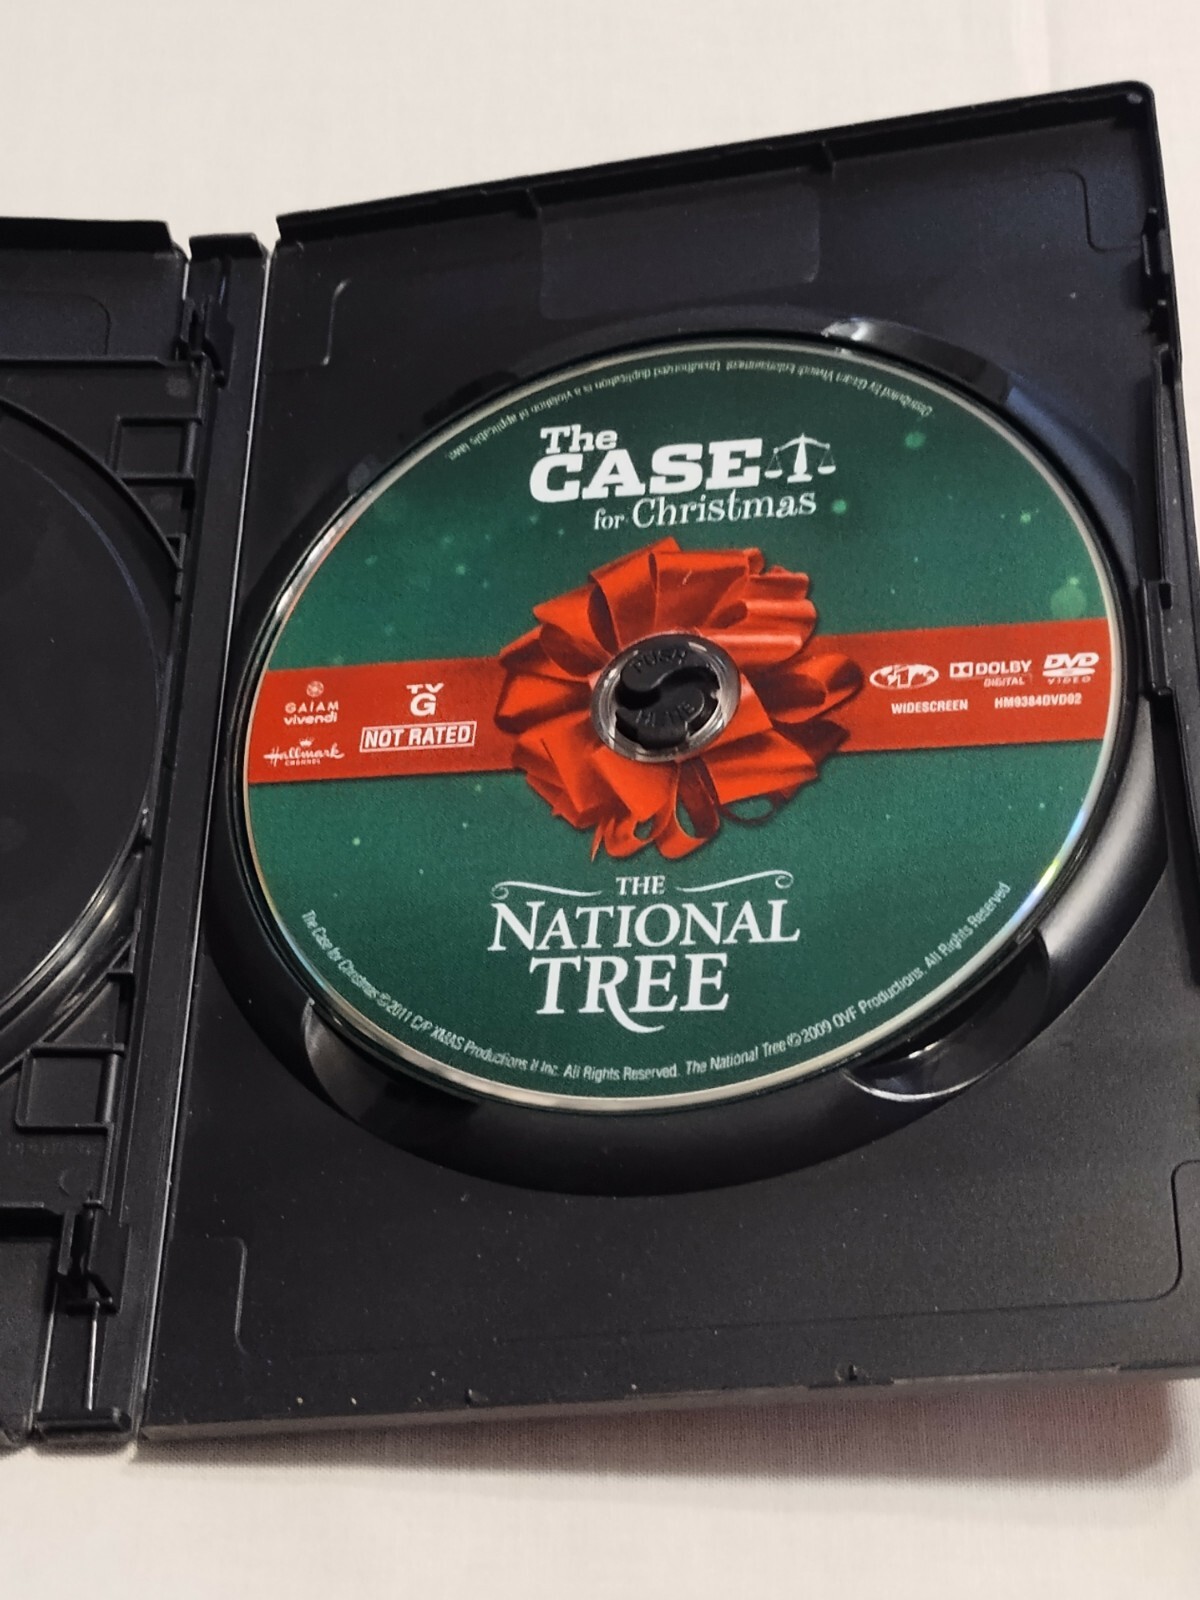 Distributed by Gaiam Vivendi Entertainment. Unauthorized duplication is a violation of applicable laws.
The
CASE
for Christmas
PUSH
GAIAM
vivendi
Hallmark
CHANNEL
TV
G
NOT RATED
1
DOLBY
DIGITAL
DVD
VIDEO
WIDESCREEN
HM9384DVD02
THE
NATIONAL
TREE
The Case for Christmas ©2011 C/P XMAS Productions II Inc. All Rights Reserved. The National Tree ©2009 OVF Productions. All Rights Reserved